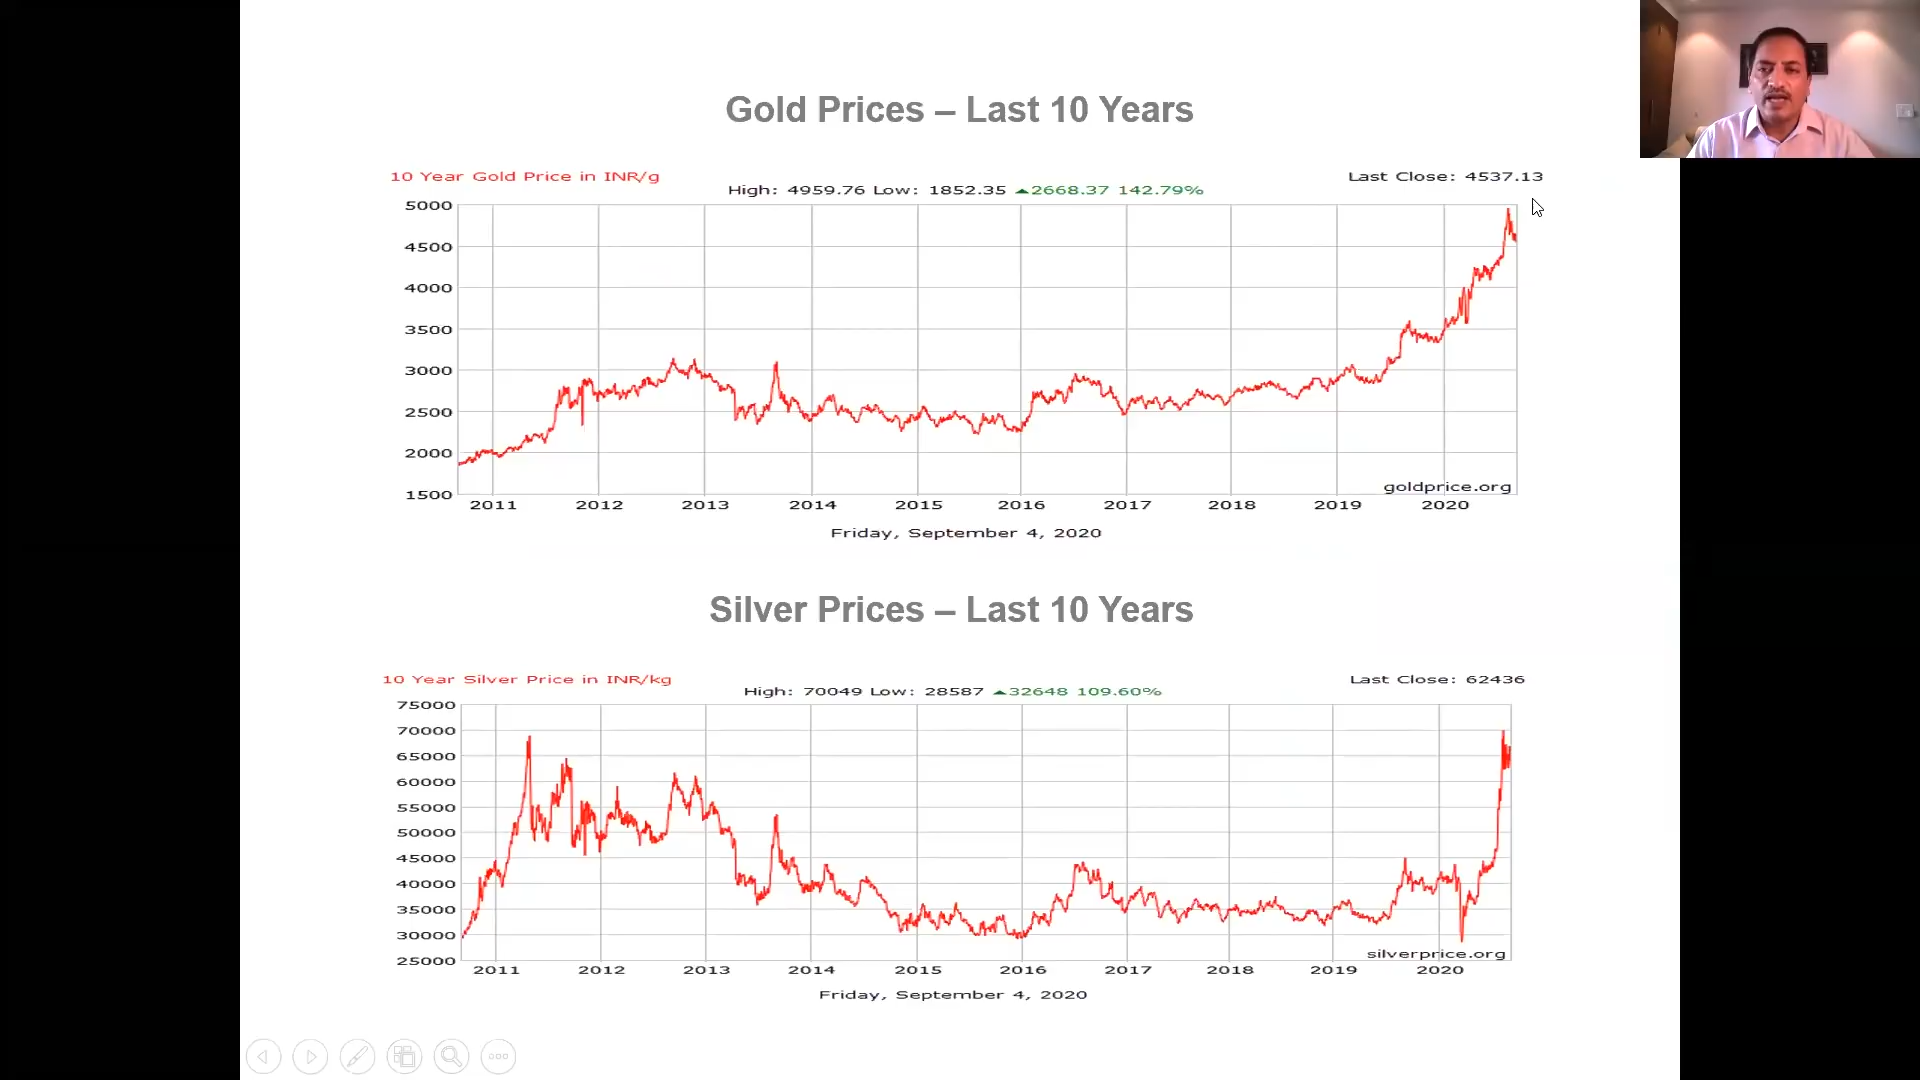 Gold Prices – Last 10 Years
10 Year Gold Price in INR/g
High: 4959.76 Low: 1852.35 ▲2668.37 142.79%
Last Close: 4537.13
5000
4500
4000
3500
3000
2500
2000
1500
goldprice.org
2011 2012 2013 2014 2015 2016 2017 2018 2019 2020
Friday, September 4, 2020
Silver Prices – Last 10 Years
10 Year Silver Price in INR/kg
High: 70049 Low: 28587 ▲32648 109.60%
Last Close: 62436
75000
70000
65000
60000
55000
50000
45000
40000
35000
30000
25000
silverprice.org
2011 2012 2013 2014 2015 2016 2017 2018 2019 2020
Friday, September 4, 2020